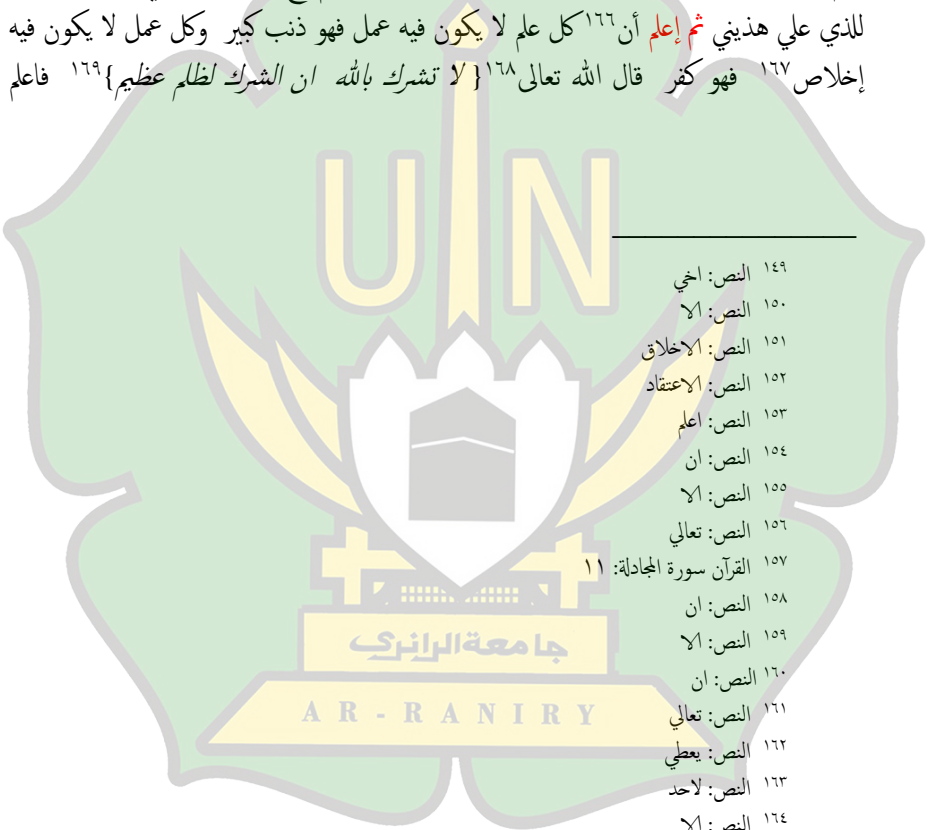 للذي علي هذيني ثم إعلم أن١٦٦ كل علم لا يكون فيه عمل فهو ذنب كبير وكل عمل لا يكون فيه
إخلاص١٦٧ فهو كفر قال الله تعالى١٦٨ {لا تشرك بالله ان الشرك لظلم عظيم}١٦٩ فاعلم
UIN
١٤٩ النص: اخي
١٥٠ النص: الا
١٥١ النص: الاخلاق
١٥٢ النص: الاعتقاد
١٥٣ النص: اعلم
١٥٤ النص: ان
١٥٥ النص: الا
١٥٦ النص: تعالي
١٥٧ القرآن سورة المجادلة: ١١
١٥٨ النص: ان
١٥٩ النص: الا
١٦٠ النص: ان
جامعة الرانري
١٦١ النص: تعالي
AR-RANIRY
١٦٢ النص: يعطي
١٦٣ النص: لاحد
١٦٤ النص: الا